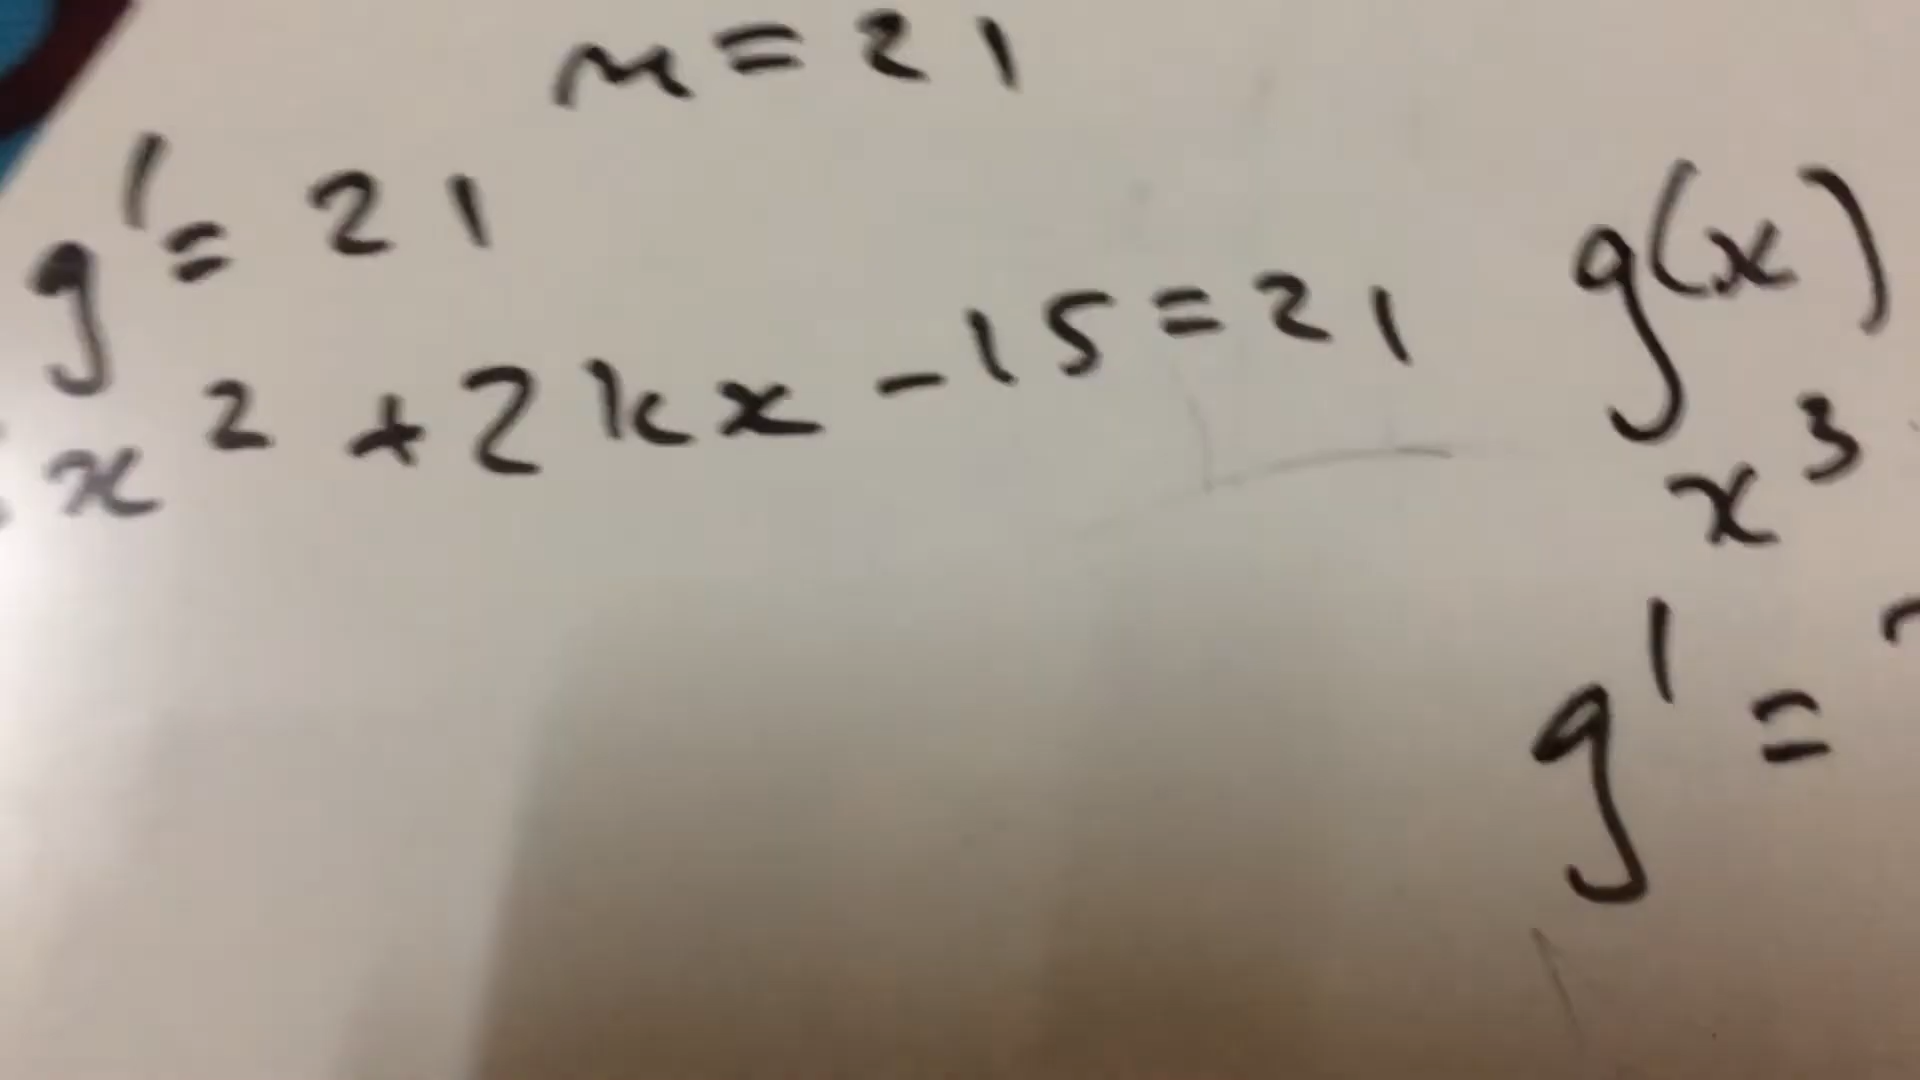 m = 21
g' = 21
x² + 2kx - 15 = 21
g(x)
x³
g' =